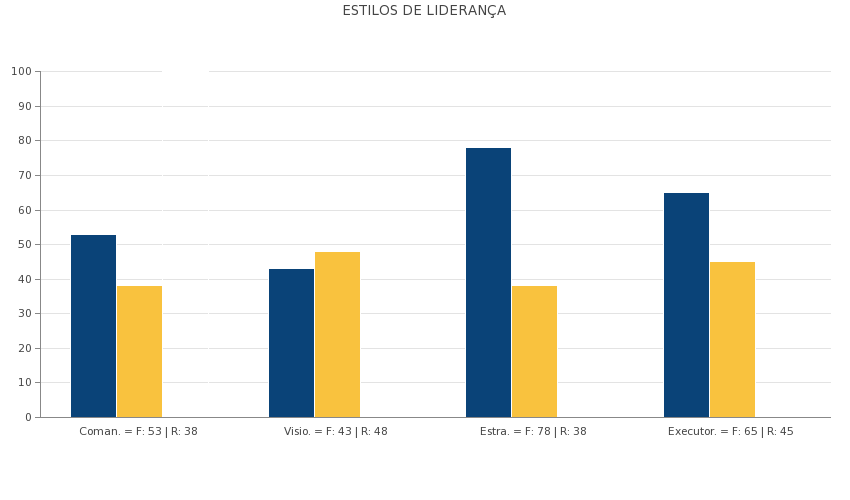 ESTILOS DE LIDERANÇA
100
90
80
70
60
50
40
30
20
10
0
Coman. = F: 53 | R: 38
Visio. = F: 43 | R: 48
Estra. = F: 78 | R: 38
Executor. = F: 65 | R: 45